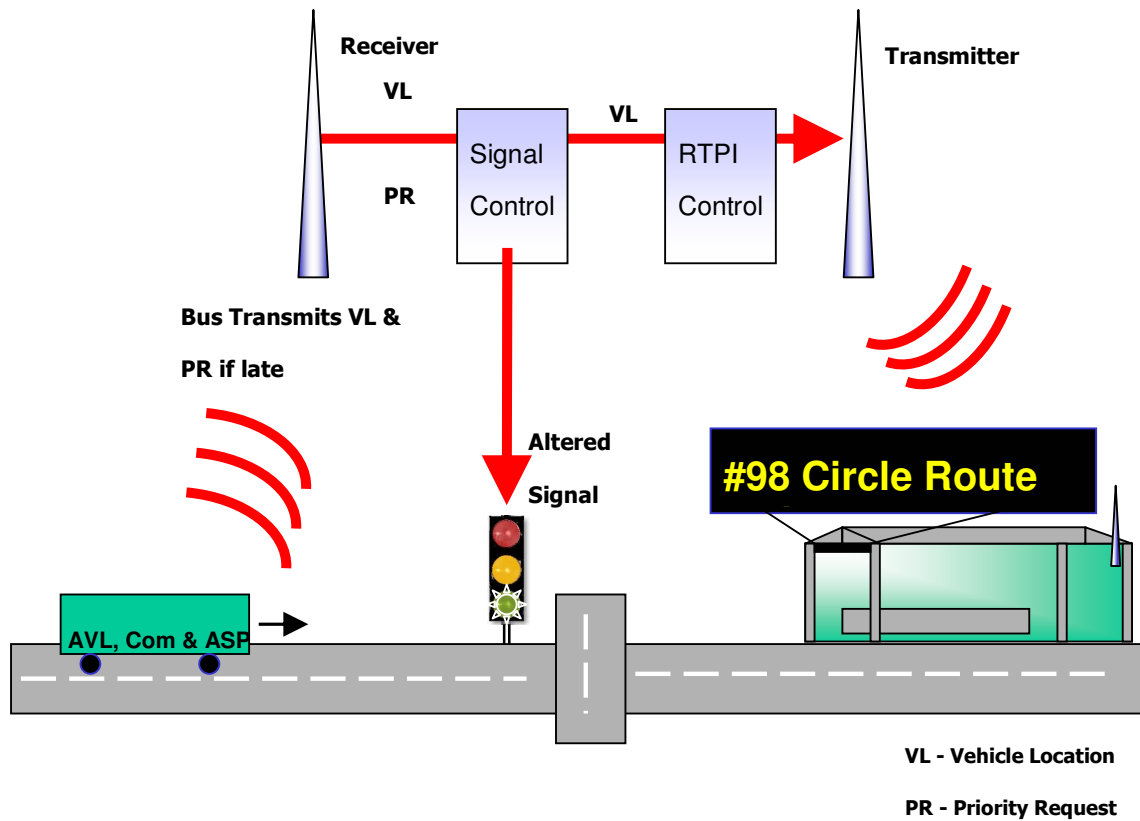 Receiver
Transmitter
VL
VL
Signal
Control
RTPI
Control
PR
Bus Transmits VL &
PR if late
Altered
Signal
#98 Circle Route
AVL, Com & ASP
VL - Vehicle Location
PR - Priority Request